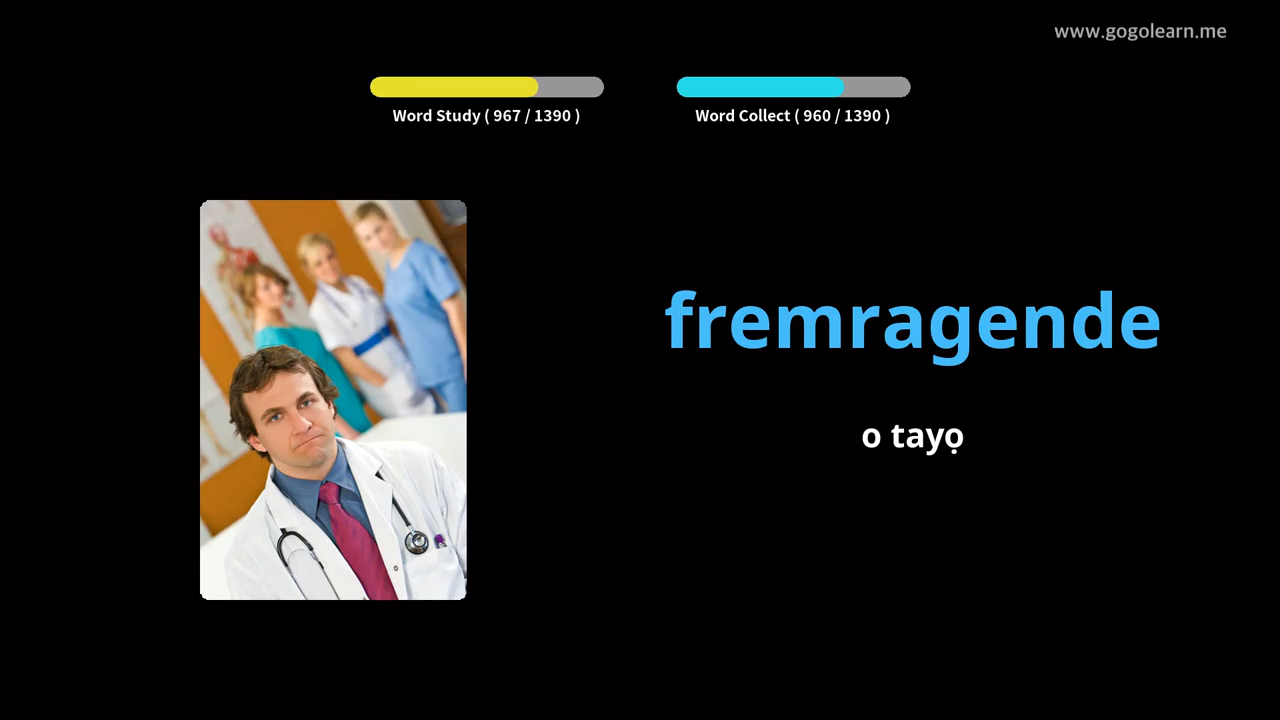 www.gogolearn.me
Word Study ( 967 / 1390 )
Word Collect ( 960 / 1390 )
fremragende
o tayọ